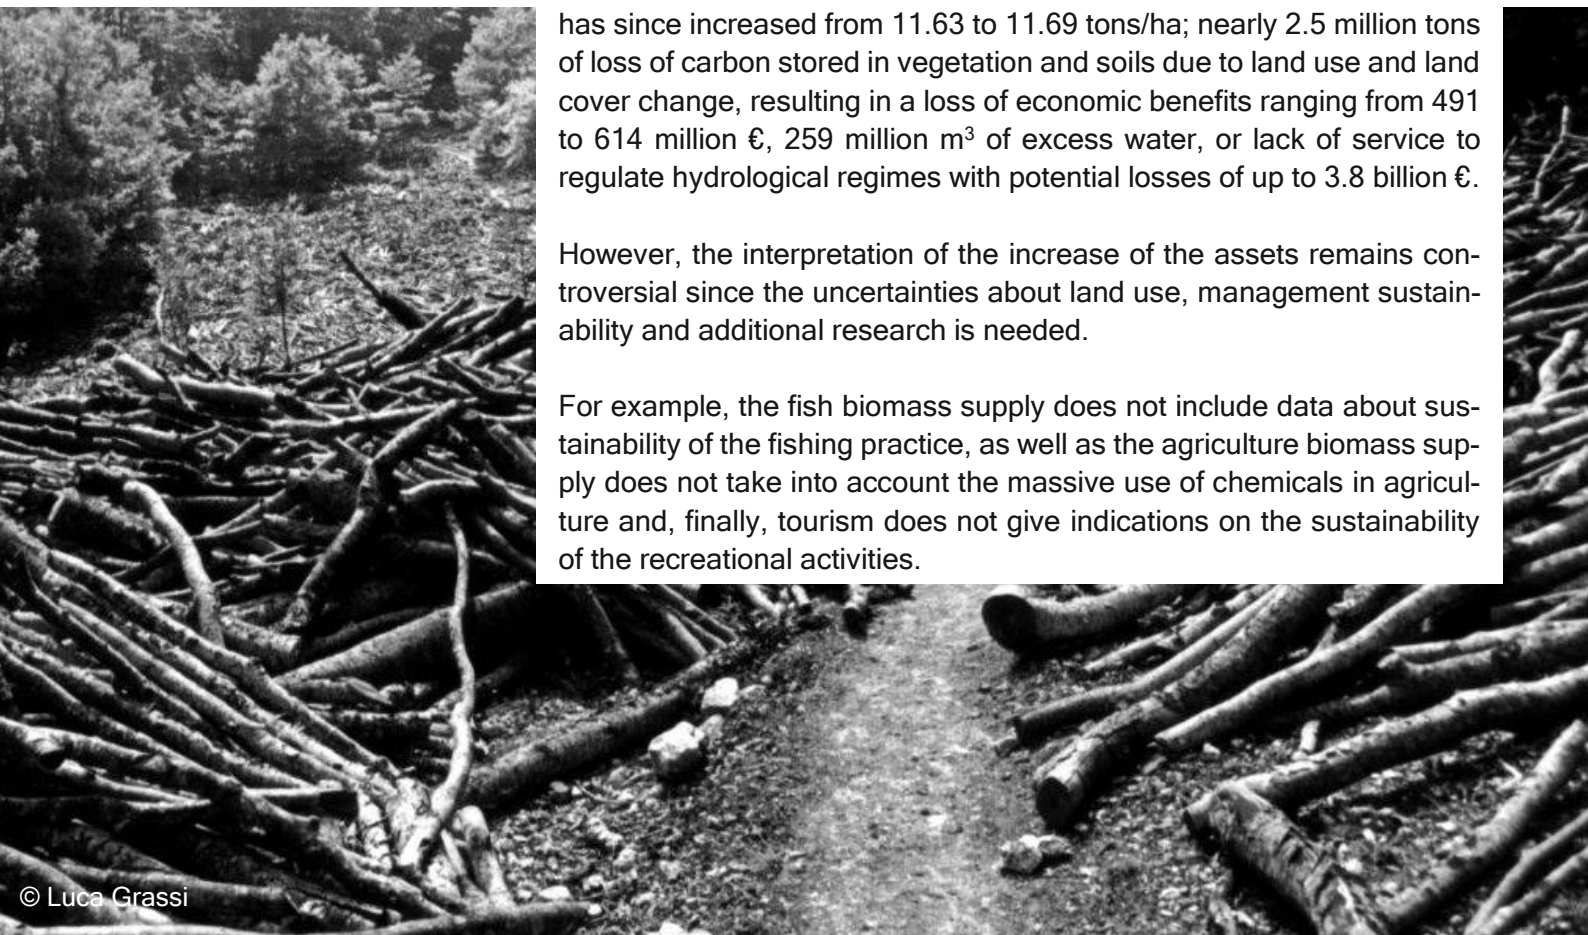 has since increased from 11.63 to 11.69 tons/ha; nearly 2.5 million tons
of loss of carbon stored in vegetation and soils due to land use and land
cover change, resulting in a loss of economic benefits ranging from 491
to 614 million €, 259 million m³ of excess water, or lack of service to
regulate hydrological regimes with potential losses of up to 3.8 billion €.
However, the interpretation of the increase of the assets remains con-
troversial since the uncertainties about land use, management sustain-
ability and additional research is needed.
For example, the fish biomass supply does not include data about sus-
tainability of the fishing practice, as well as the agriculture biomass sup-
ply does not take into account the massive use of chemicals in agricul-
ture and, finally, tourism does not give indications on the sustainability
of the recreational activities.
© Luca Grassi